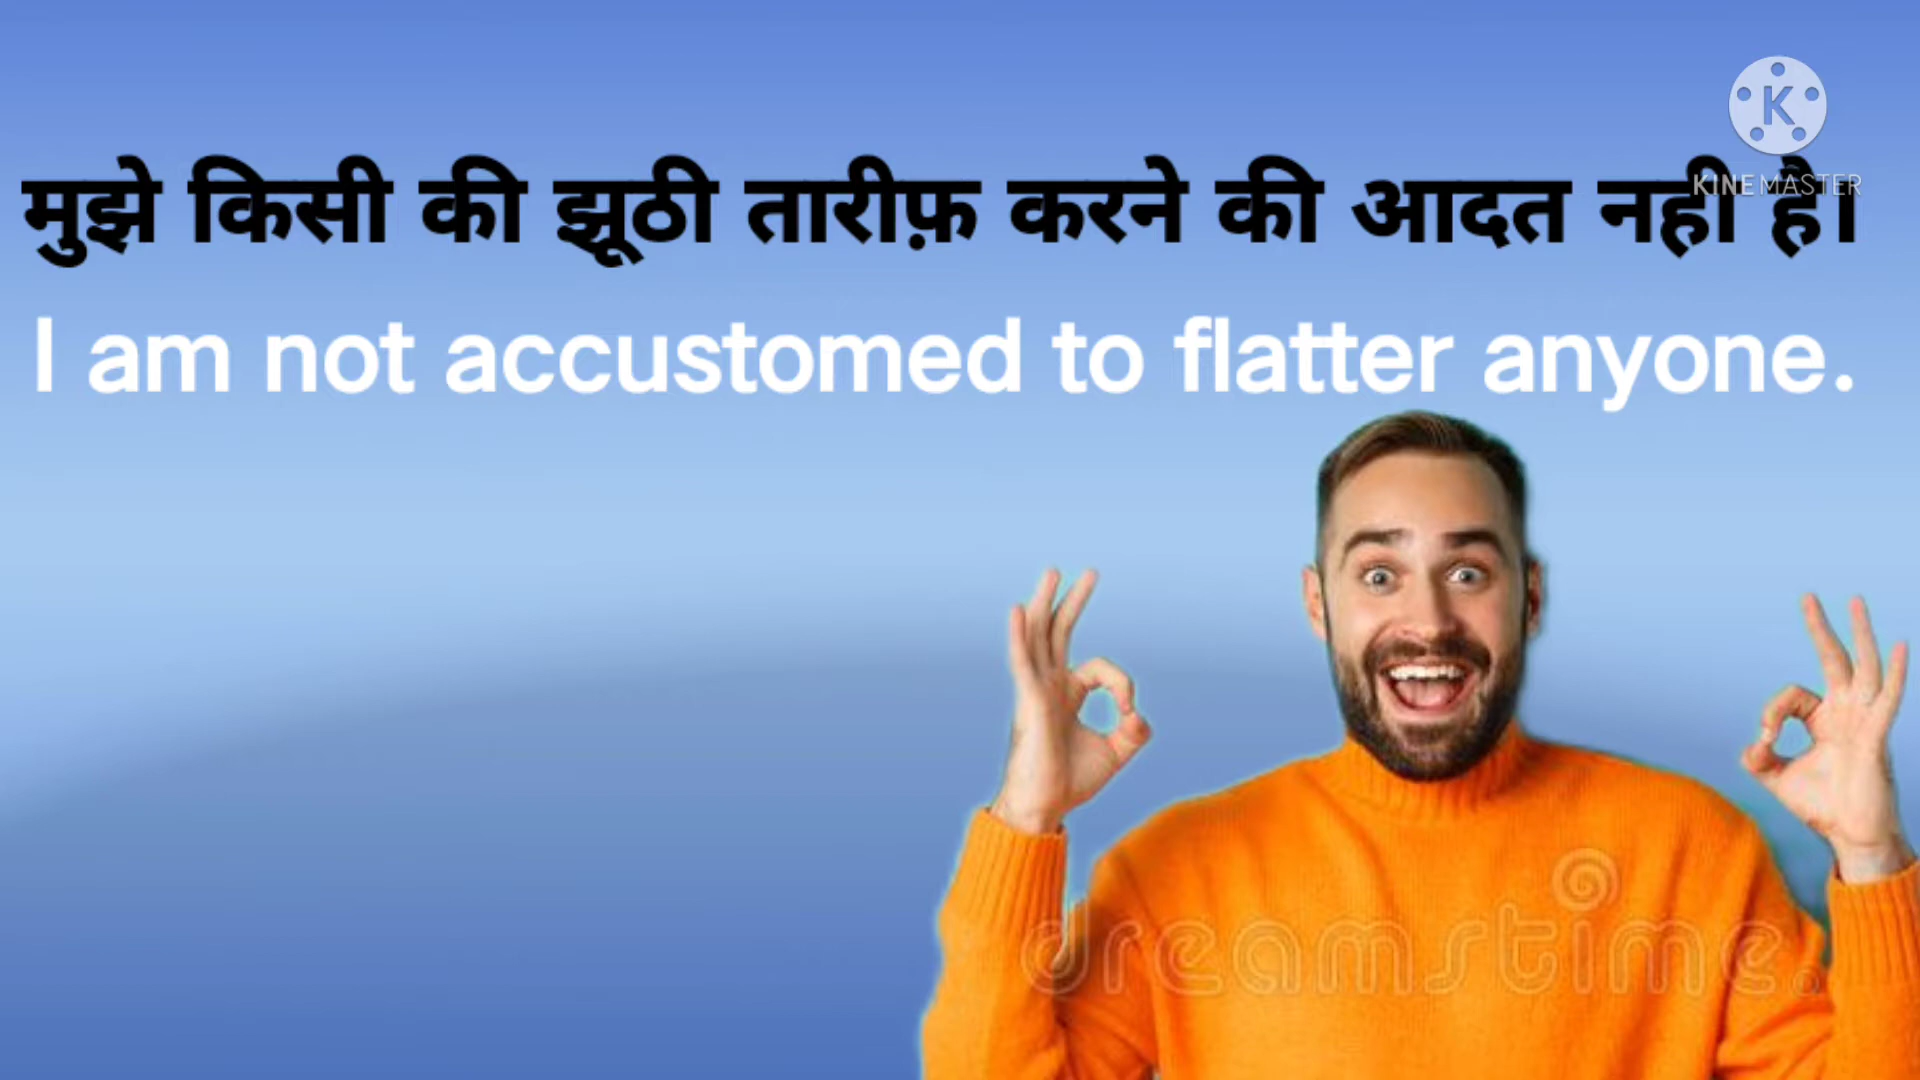 मुझे किसी की झूठी तारीफ़ करने की आदत नही है।
I am not accustomed to flatter anyone.
K
KINEMASTER
dreamstime.